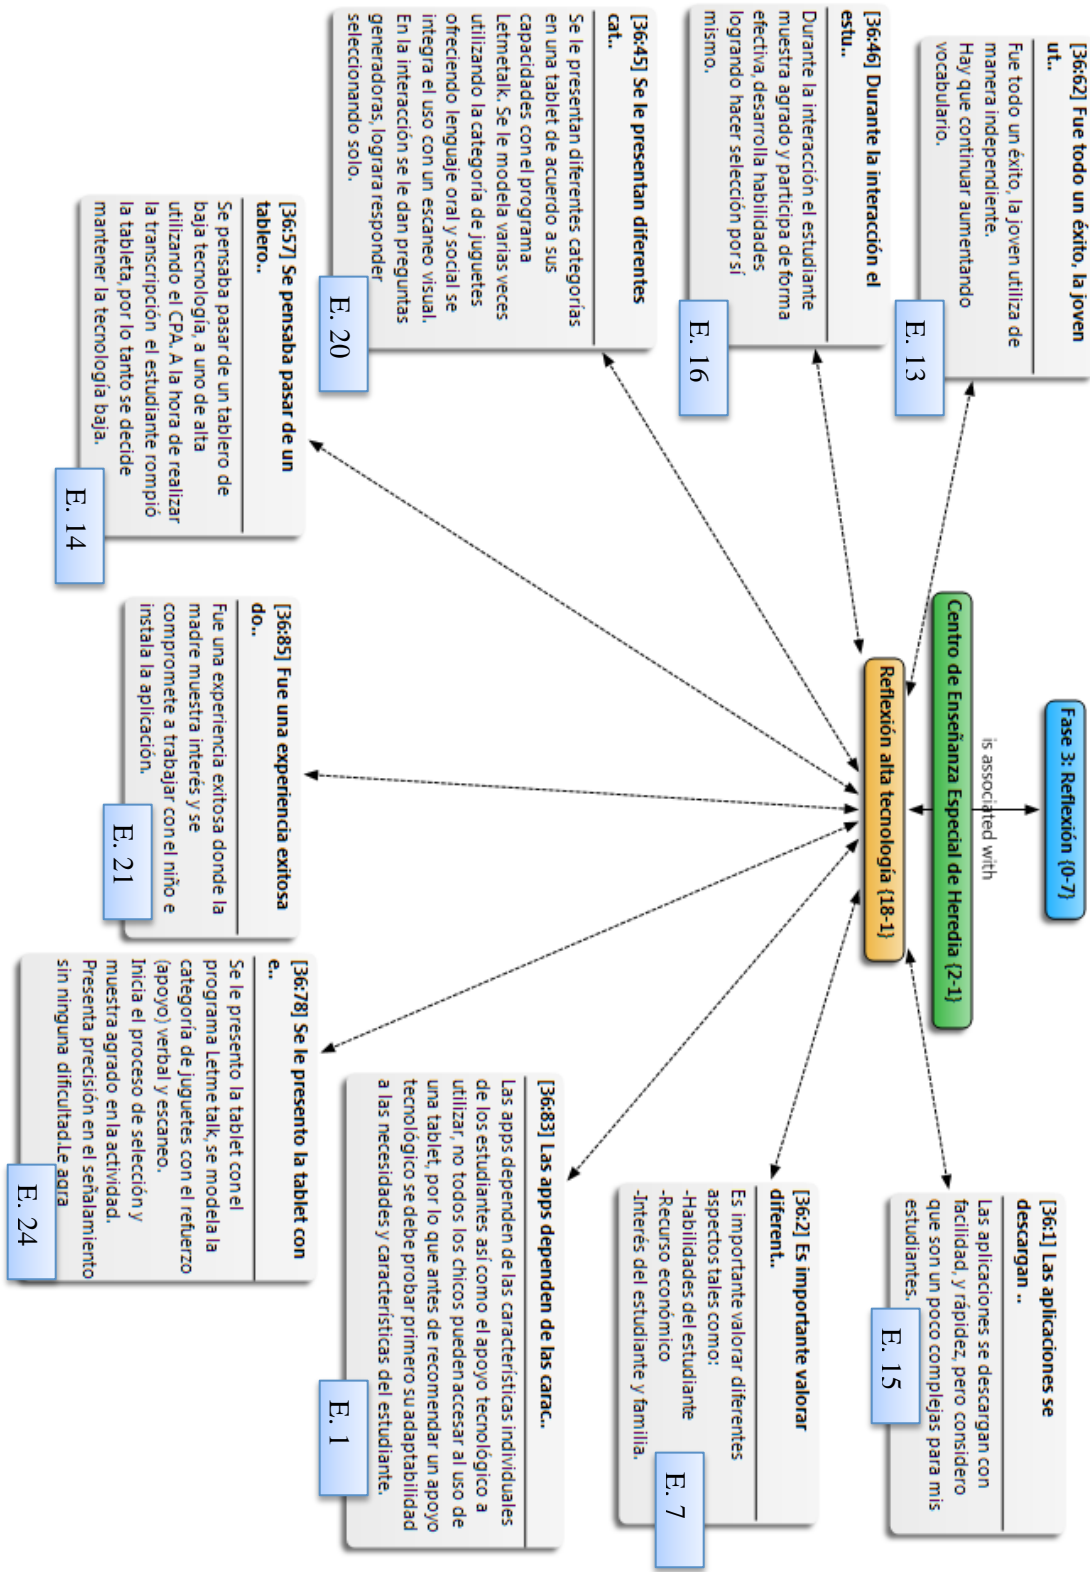 Fase 3: Reflexión {0-7}
is associated with
Centro de Enseñanza Especial de Heredia {2-1}
Reflexión alta tecnología {18-1}
[36:62] Fue todo un éxito, la joven
ut..
Fue todo un éxito, la joven utiliza de
manera independiente.
Hay que continuar aumentando
vocabulario.
E. 13
[36:46] Durante la interacción el
estu..
Durante la interacción el estudiante
muestra agrado y participa de forma
efectiva, desarrolla habilidades
logrando hacer selección por sí
mismo.
E. 16
[36:45] Se le presentan diferentes
cat..
Se le presentan diferentes categorías
en una tablet de acuerdo a sus
capacidades con el programa
Letmetalk. Se le modela varias veces
utilizando la categoría de juguetes
ofreciendo lenguaje oral y social se
integra el uso con un escaneo visual.
En la interacción se le dan preguntas
generadoras, lograra responder
seleccionando solo.
E. 20
[36:57] Se pensaba pasar de un
tablero..
Se pensaba pasar de un tablero de
baja tecnología, a uno de alta
utilizando el CPA. A la hora de realizar
la transcripción el estudiante rompió
la tableta, por lo tanto se decide
mantener la tecnología baja.
E. 14
[36:85] Fue una experiencia exitosa
do..
Fue una experiencia exitosa donde la
madre muestra interés y se
compromete a trabajar con el niño e
instala la aplicación.
E. 21
[36:78] Se le presento la tablet con
e..
Se le presento la tablet con el
programa Letme talk, se modela la
categoría de juguetes con el refuerzo
(apoyo) verbal y escaneo.
Inicia el proceso de selección y
muestra agrado en la actividad.
Presenta precisión en el señalamiento
sin ninguna dificultad.Le agra
E. 24
[36:83] Las apps dependen de las carac..
Las apps dependen de las características individuales
de los estudiantes así como el apoyo tecnológico a
utilizar, no todos los chicos pueden accesar al uso de
una tablet, por lo que antes de recomendar un apoyo
tecnológico se debe probar primero su adaptabilidad
a las necesidades y características del estudiante.
E. 1
[36:2] Es importante valorar
diferent..
Es importante valorar diferentes
aspectos tales como:
-Habilidades del estudiante
-Recurso económico
-Interés del estudiante y familia.
E. 7
[36:1] Las aplicaciones se
descargan ..
Las aplicaciones se descargan con
facilidad, y rápidez, pero considero
que son un poco complejas para mis
estudiantes.
E. 15